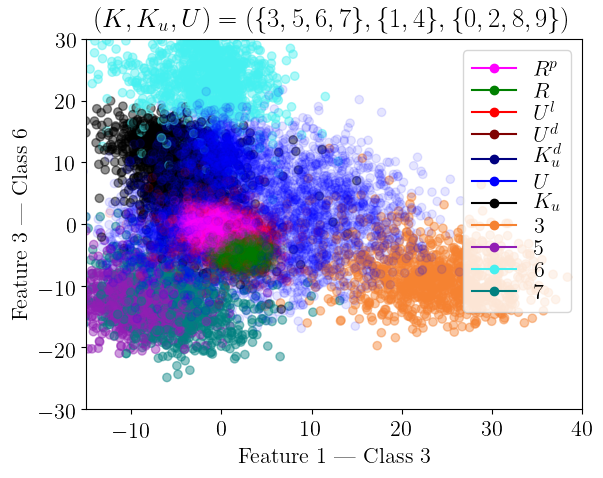 (K, K_u, U) = ({3, 5, 6, 7}, {1, 4}, {0, 2, 8, 9})
Feature 3 — Class 6
30
20
10
0
−10
−20
−30
R^p
R
U^l
U^d
K_u^d
U
K_u
3
5
6
7
−10
0
10
20
30
40
Feature 1 — Class 3